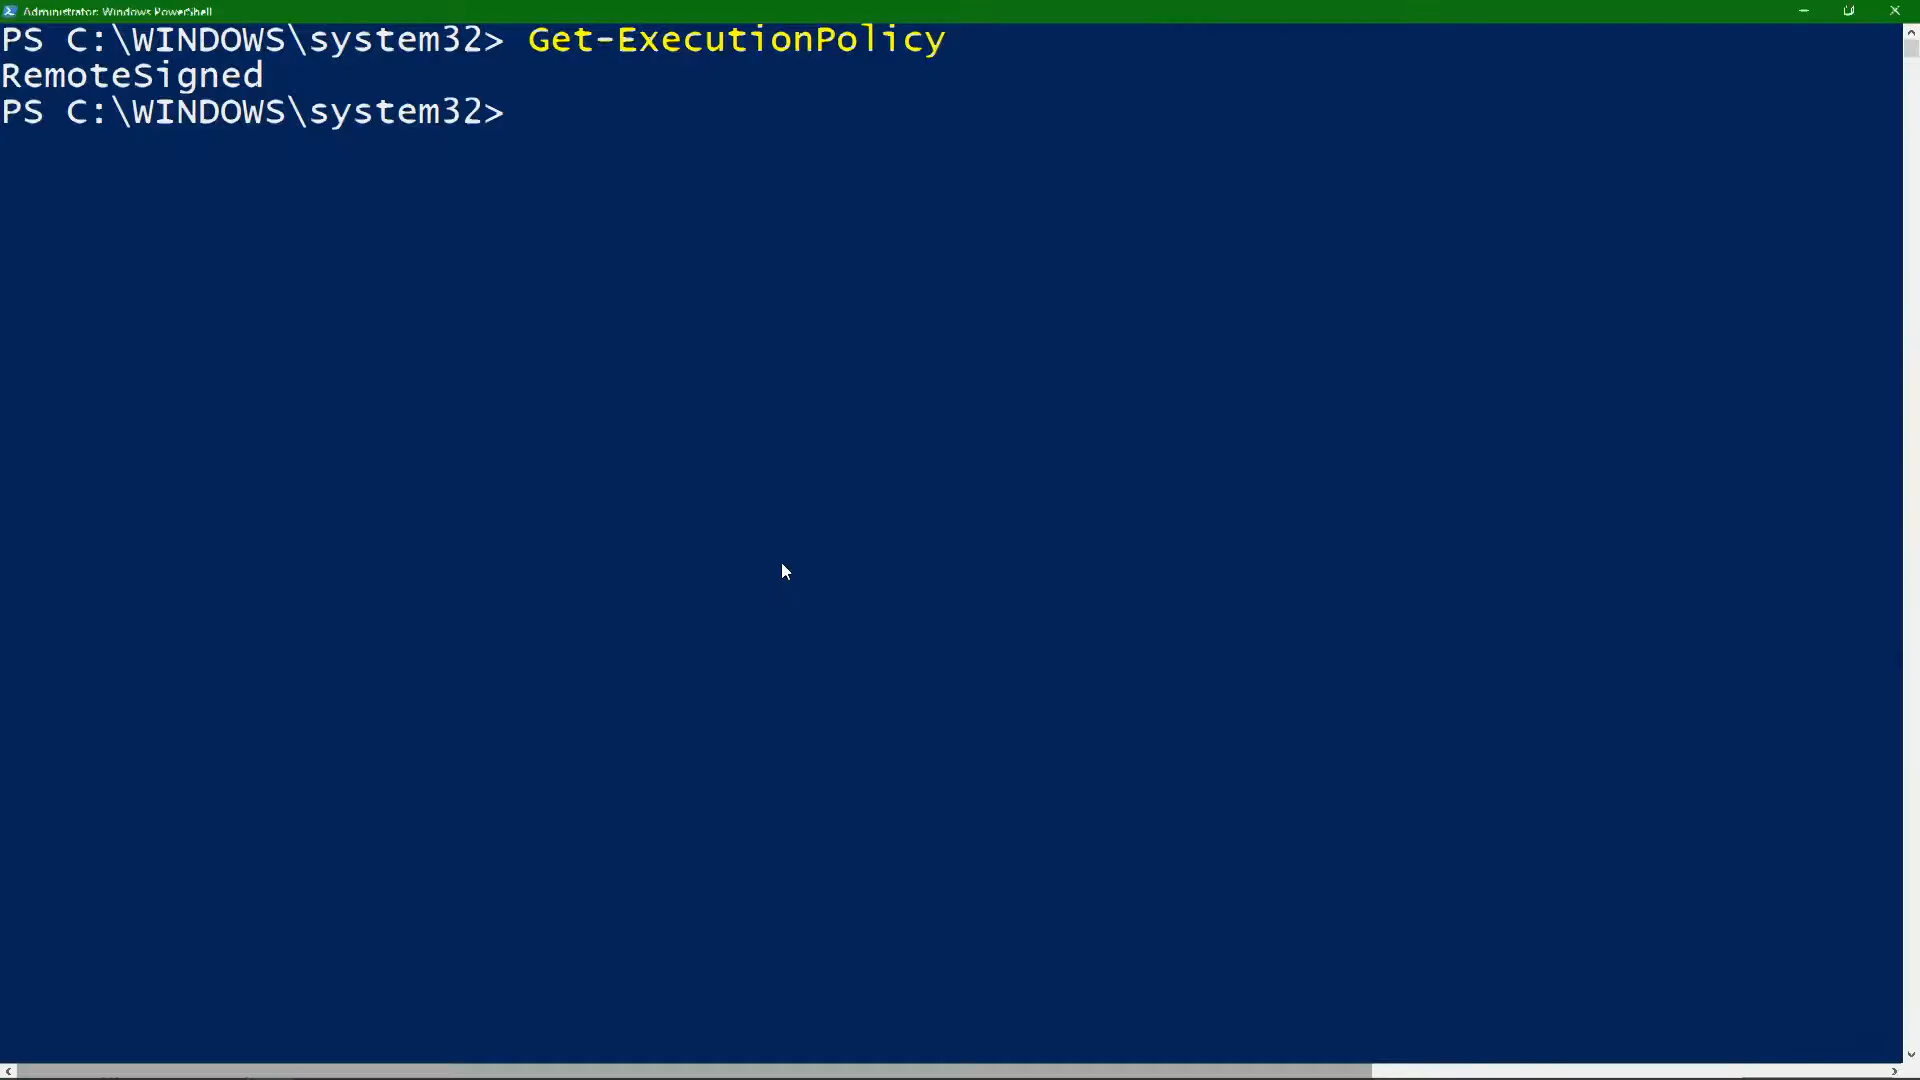 Administrator: Windows PowerShell
PS C:\WINDOWS\system32> Get-ExecutionPolicy
RemoteSigned
PS C:\WINDOWS\system32>